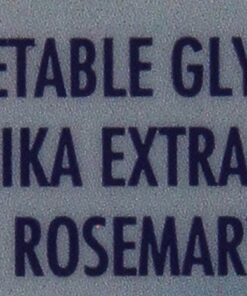 ETABLE GLY
IKA EXTRA
ROSEMAR